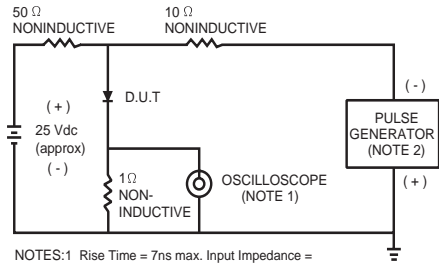 50 Ω
NONINDUCTIVE
10 Ω
NONINDUCTIVE
( + )
25 Vdc
(approx)
( - )
D.U.T
1Ω
NON-
INDUCTIVE
OSCILLOSCOPE
(NOTE 1)
( - )
PULSE
GENERATOR
(NOTE 2)
( + )
NOTES:1 Rise Time = 7ns max. Input Impedance =